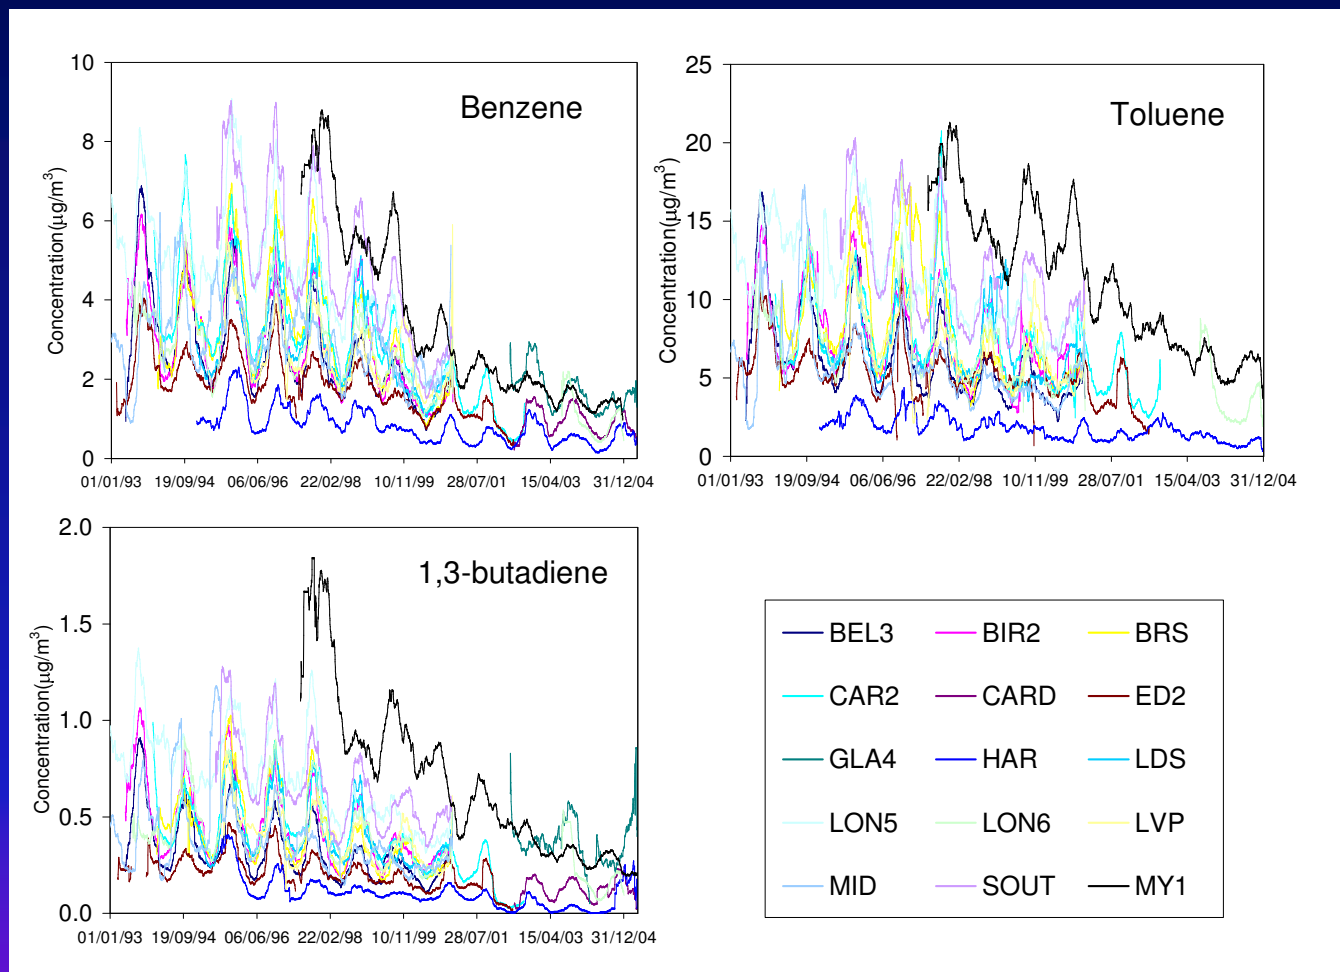 10
8
6
4
2
0
Concentration(μg/m³)
Benzene
01/01/93 19/09/94 06/06/96 22/02/98 10/11/99 28/07/01 15/04/03 31/12/04
25
20
15
10
5
0
Concentration(μg/m³)
Toluene
01/01/93 19/09/94 06/06/96 22/02/98 10/11/99 28/07/01 15/04/03 31/12/04
2.0
1.5
1.0
0.5
0.0
Concentration(μg/m³)
1,3-butadiene
01/01/93 19/09/94 06/06/96 22/02/98 10/11/99 28/07/01 15/04/03 31/12/04
BEL3 BIR2 BRS
CAR2 CARD ED2
GLA4 HAR LDS
LON5 LON6 LVP
MID SOUT MY1